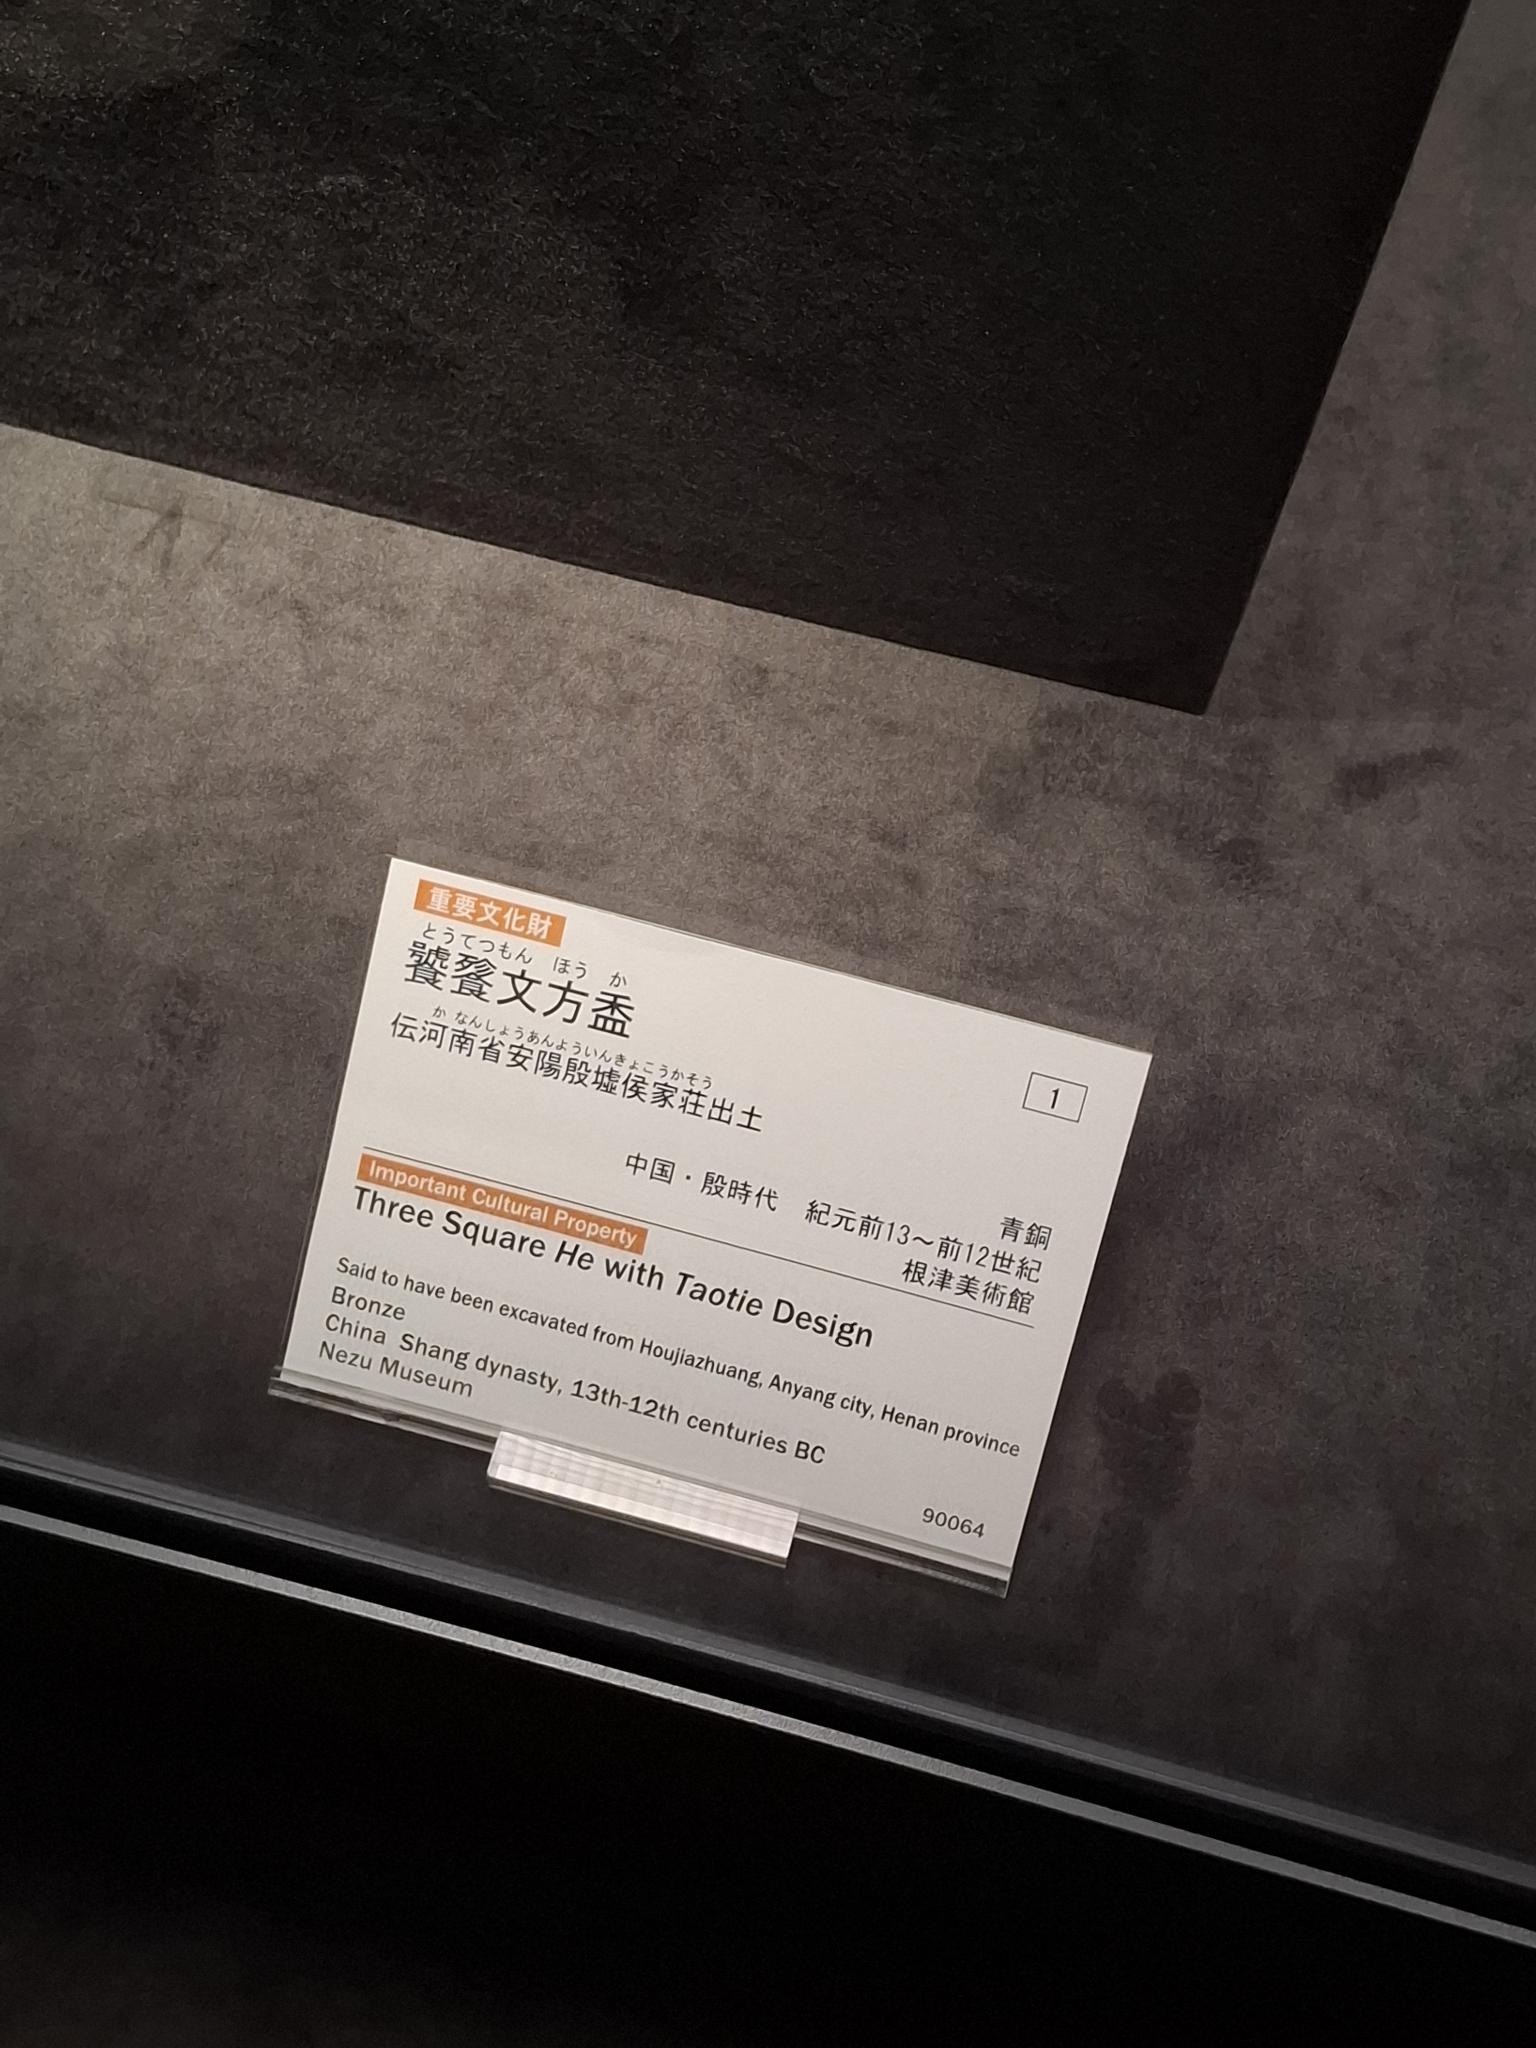 重要文化財
とうてつもん ほう か
饕餮文方盉
か なんしょうあんよういんきょこうかそう
伝河南省安陽殷墟侯家荘出土
1
青銅
中国・殷時代 紀元前13～前12世紀
根津美術館
Important Cultural Property
Three Square He with Taotie Design
Said to have been excavated from Houjiazhuang, Anyang city, Henan province
Bronze
China Shang dynasty, 13th-12th centuries BC
Nezu Museum
90064